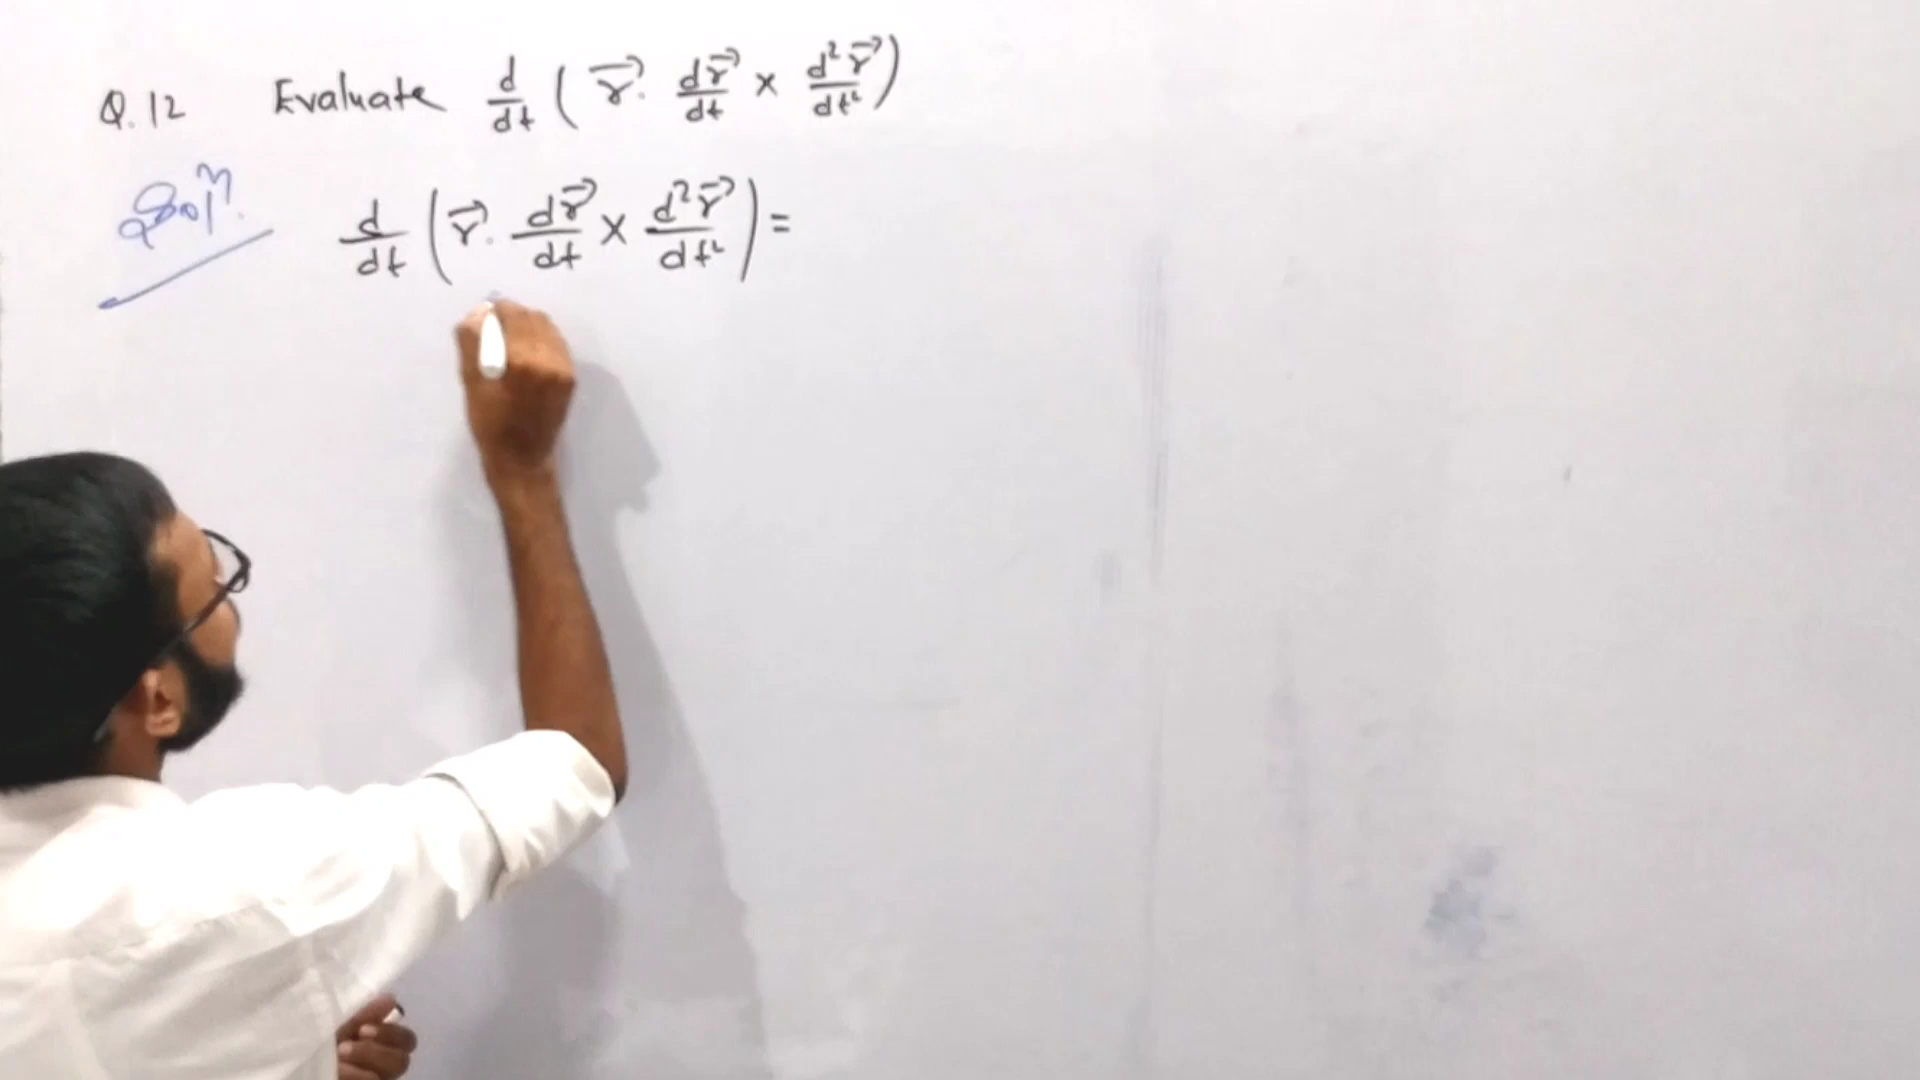 Q.12 Evaluate d/dt ( r⃗ . dr⃗/dt × d²r⃗/dt² )
Solⁿ. d/dt ( r⃗ . dr⃗/dt × d²r⃗/dt² ) =